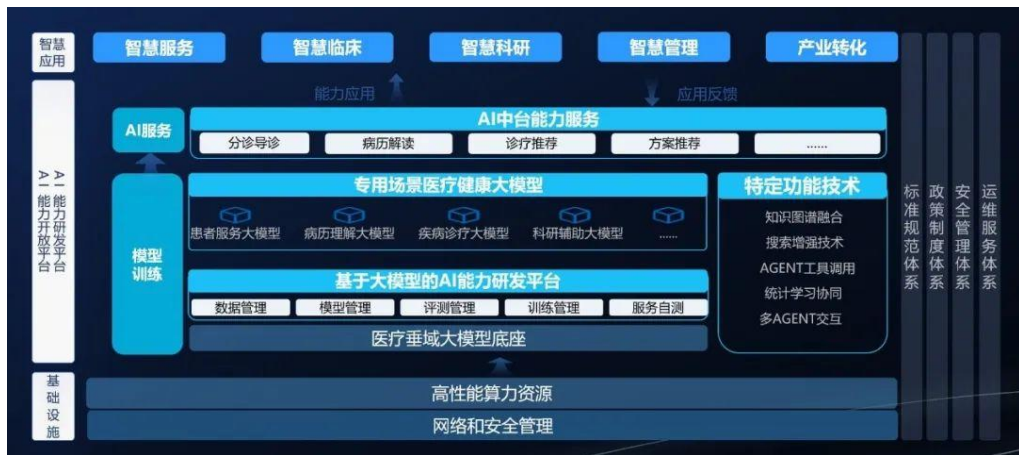 智慧应用
智慧服务
智慧临床
智慧科研
智慧管理
产业转化
能力应用
应用反馈
AI能力研发平台
AI能力开放平台
AI服务
AI中台能力服务
分诊导诊
病历解读
诊疗推荐
方案推荐
......
模型训练
专用场景医疗健康大模型
患者服务大模型
病历理解大模型
疾病诊疗大模型
科研辅助大模型
......
基于大模型的AI能力研发平台
数据管理
模型管理
评测管理
训练管理
服务自测
医疗垂域大模型底座
特定功能技术
知识图谱融合
搜索增强技术
AGENT工具调用
统计学习协同
多AGENT交互
基础设施
高性能算力资源
网络和安全管理
标准规范体系
政策制度体系
安全管理体系
运维服务体系